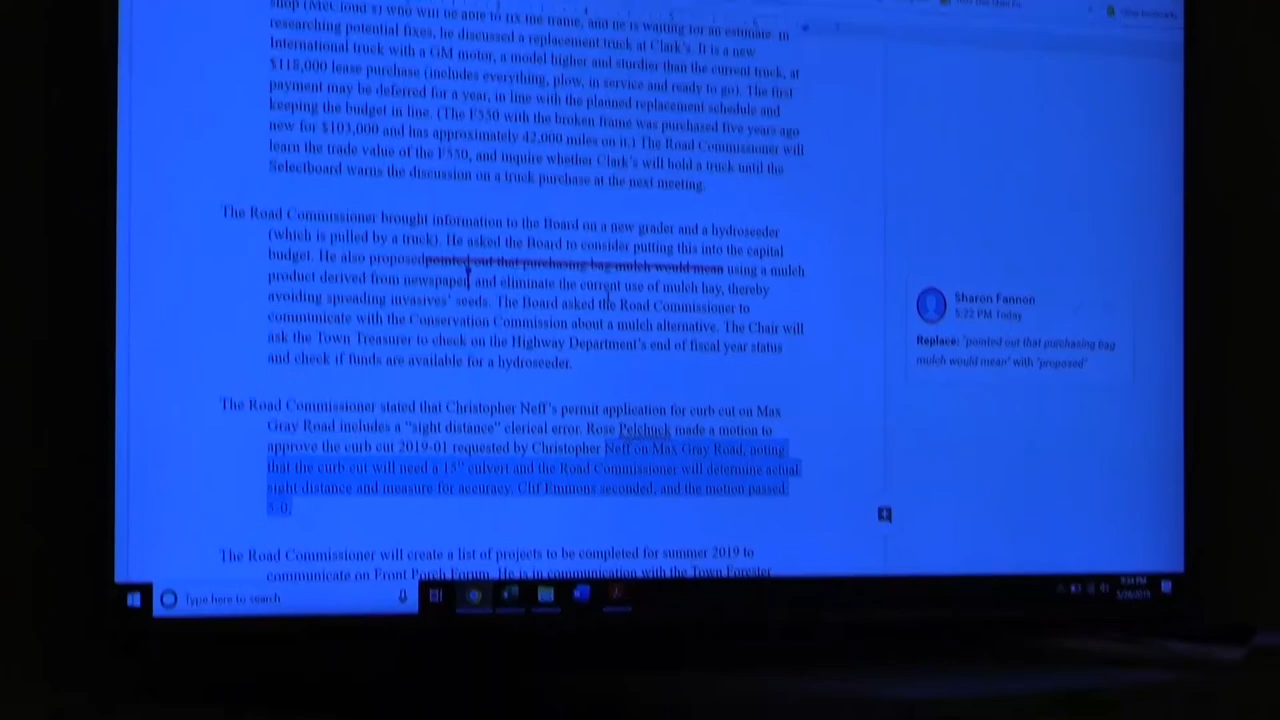 shop (McCloud's) who will be able to fix the frame, and he is waiting for an estimate. In
researching potential fixes, he discussed a replacement truck at Clark's. It is a new
International truck with a GM motor, a model higher and sturdier than the current truck, at
$118,000 lease purchase (includes everything, plow, in service and ready to go). The first
payment may be deferred for a year, in line with the planned replacement schedule and
keeping the budget in line. (The F550 with the broken frame was purchased five years ago
new for $103,000 and has approximately 42,000 miles on it.) The Road Commissioner will
learn the trade value of the F550, and inquire whether Clark's will hold a truck until the
Selectboard warns the discussion on a truck purchase at the next meeting.
The Road Commissioner brought information to the Board on a new grader and a hydroseeder
(which is pulled by a truck). He asked the Board to consider putting this into the capital
budget. He also proposedpointed out that purchasing bag mulch would mean using a mulch
product derived from newspaper, and eliminate the current use of mulch hay, thereby
avoiding spreading invasives' seeds. The Board asked the Road Commissioner to
communicate with the Conservation Commission about a mulch alternative. The Chair will
ask the Town Treasurer to check on the Highway Department's end of fiscal year status
and check if funds are available for a hydroseeder.
Sharon Fannon
5:22 PM Today
Replace: "pointed out that purchasing bag
mulch would mean" with "proposed"
The Road Commissioner stated that Christopher Neff's permit application for curb cut on Max
Gray Road includes a "sight distance" clerical error. Rose Pelchuck made a motion to
approve the curb cut 2019-01 requested by Christopher Neff on Max Gray Road, noting
that the curb cut will need a 15" culvert and the Road Commissioner will determine actual
sight distance and measure for accuracy. Clif Emmons seconded, and the motion passed
5-0.
The Road Commissioner will create a list of projects to be completed for summer 2019 to
communicate on Front Porch Forum. He is in communication with the Town Forester
Type here to search